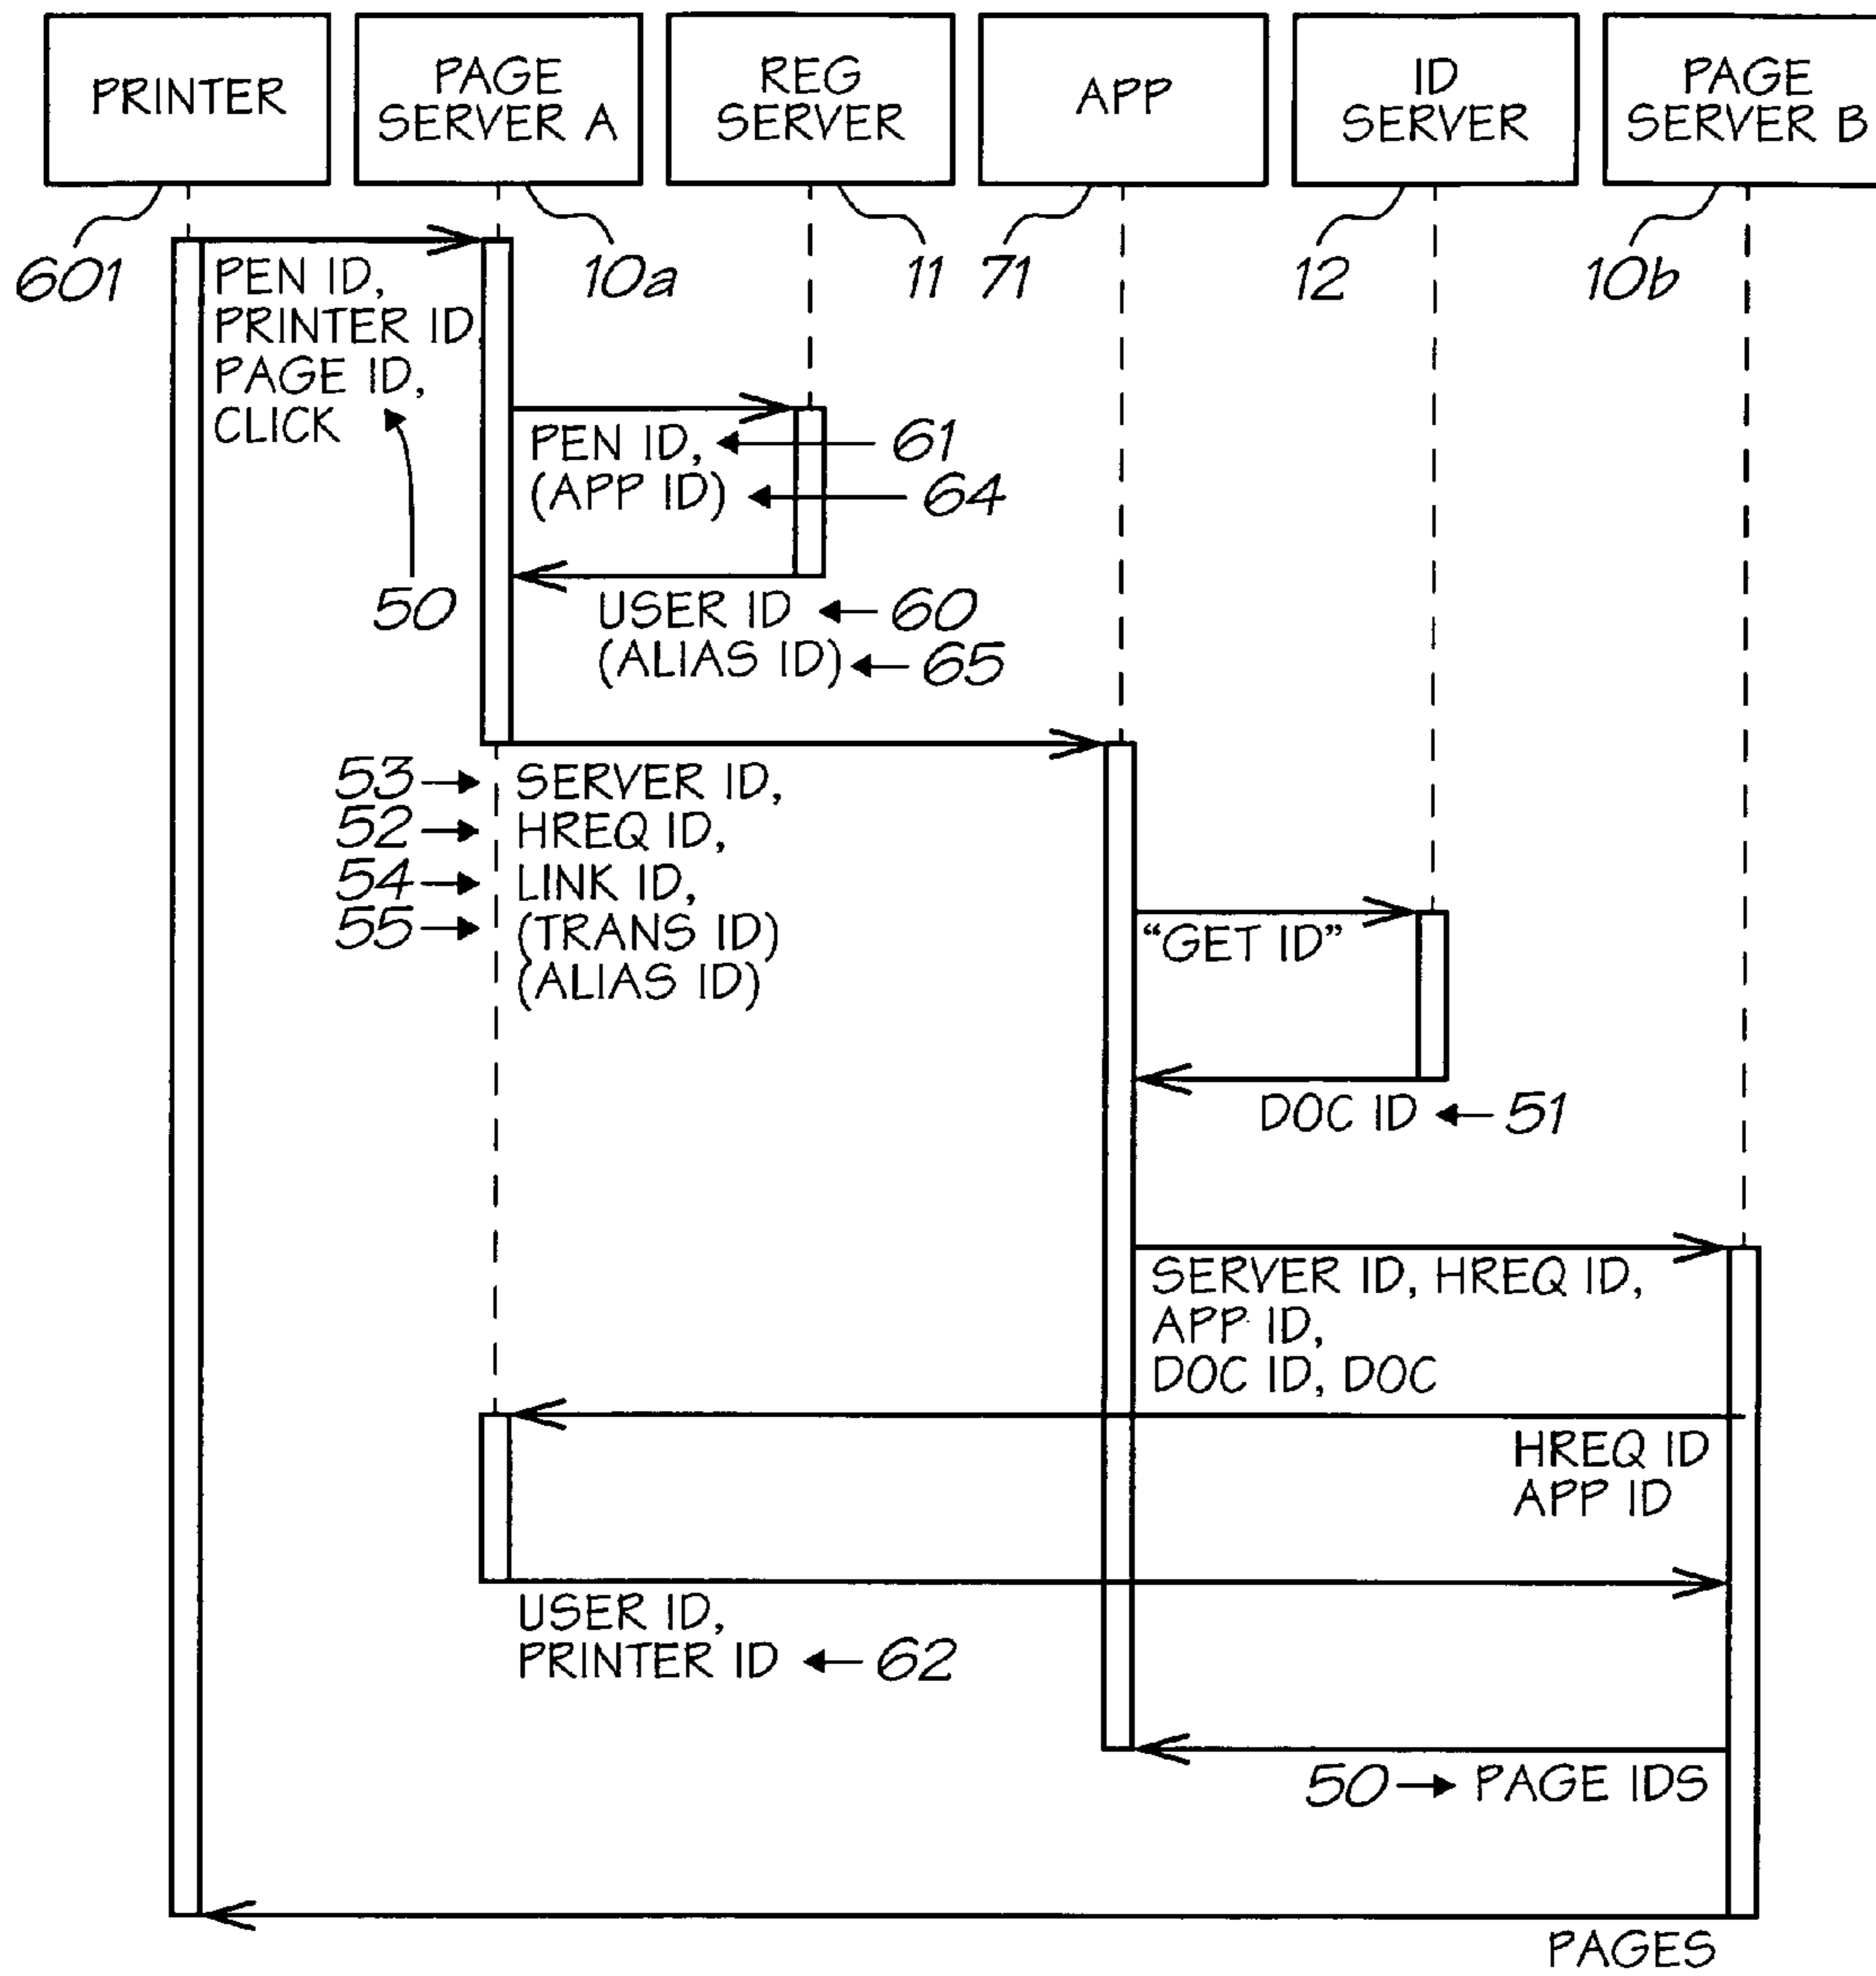 PRINTER
PAGE
SERVER A
REG
SERVER
APP
ID
SERVER
PAGE
SERVER B
601
10a
11
71
12
10b
PEN ID,
PRINTER ID
PAGE ID,
CLICK
50
PEN ID,
(APP ID)
61
64
USER ID
(ALIAS ID)
60
65
53
52
54
55
SERVER ID,
HREQ ID,
LINK ID,
(TRANS ID)
(ALIAS ID)
“GET ID”
DOC ID
51
SERVER ID, HREQ ID,
APP ID,
DOC ID, DOC
HREQ ID
APP ID
USER ID,
PRINTER ID
62
50
PAGE IDS
PAGES